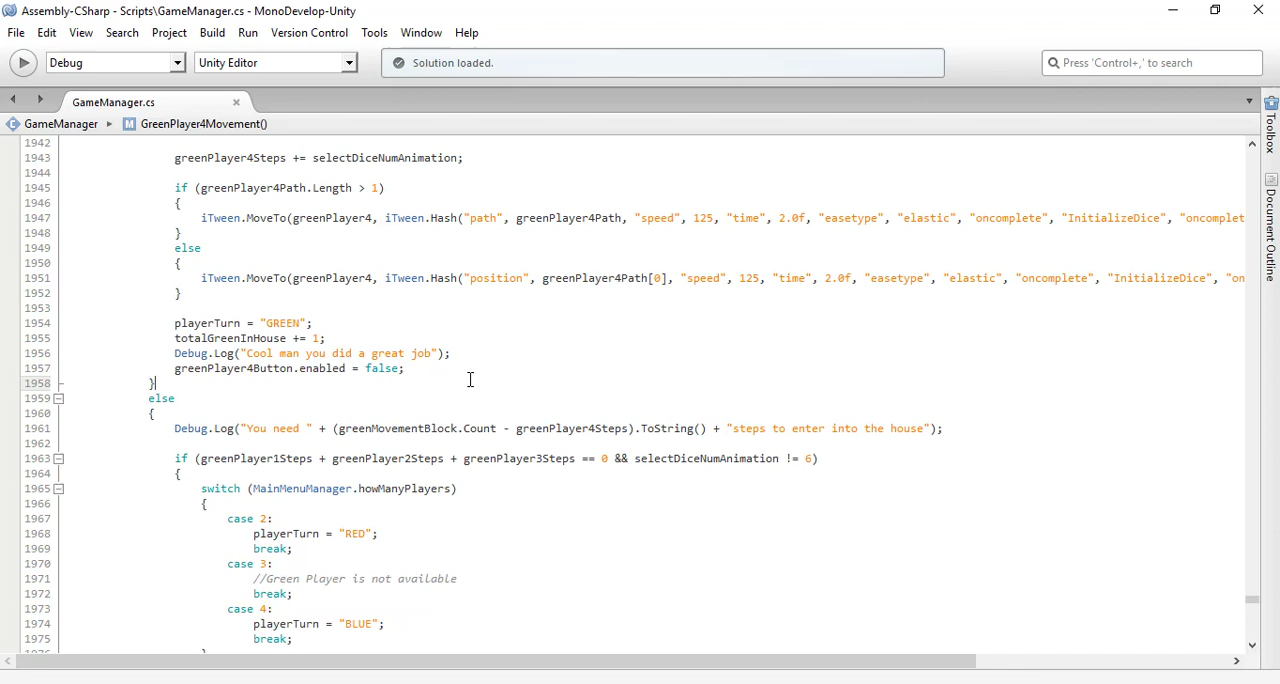 Assembly-CSharp - Scripts\GameManager.cs - MonoDevelop-Unity
File Edit View Search Project Build Run Version Control Tools Window Help
Debug Unity Editor Solution loaded. Press 'Control+,' to search
GameManager.cs
GameManager GreenPlayer4Movement()
Toolbox
Document Outline
1942
1943 greenPlayer4Steps += selectDiceNumAnimation;
1944
1945 if (greenPlayer4Path.Length > 1)
1946 {
1947 iTween.MoveTo(greenPlayer4, iTween.Hash("path", greenPlayer4Path, "speed", 125, "time", 2.0f, "easetype", "elastic", "oncomplete", "InitializeDice", "oncomplet
1948 }
1949 else
1950 {
1951 iTween.MoveTo(greenPlayer4, iTween.Hash("position", greenPlayer4Path[0], "speed", 125, "time", 2.0f, "easetype", "elastic", "oncomplete", "InitializeDice", "on
1952 }
1953
1954 playerTurn = "GREEN";
1955 totalGreenInHouse += 1;
1956 Debug.Log("Cool man you did a great job");
1957 greenPlayer4Button.enabled = false;
1958 }
1959 else
1960 {
1961 Debug.Log("You need " + (greenMovementBlock.Count - greenPlayer4Steps).ToString() + "steps to enter into the house");
1962
1963 if (greenPlayer1Steps + greenPlayer2Steps + greenPlayer3Steps == 0 && selectDiceNumAnimation != 6)
1964 {
1965 switch (MainMenuManager.howManyPlayers)
1966 {
1967 case 2:
1968 playerTurn = "RED";
1969 break;
1970 case 3:
1971 //Green Player is not available
1972 break;
1973 case 4:
1974 playerTurn = "BLUE";
1975 break;